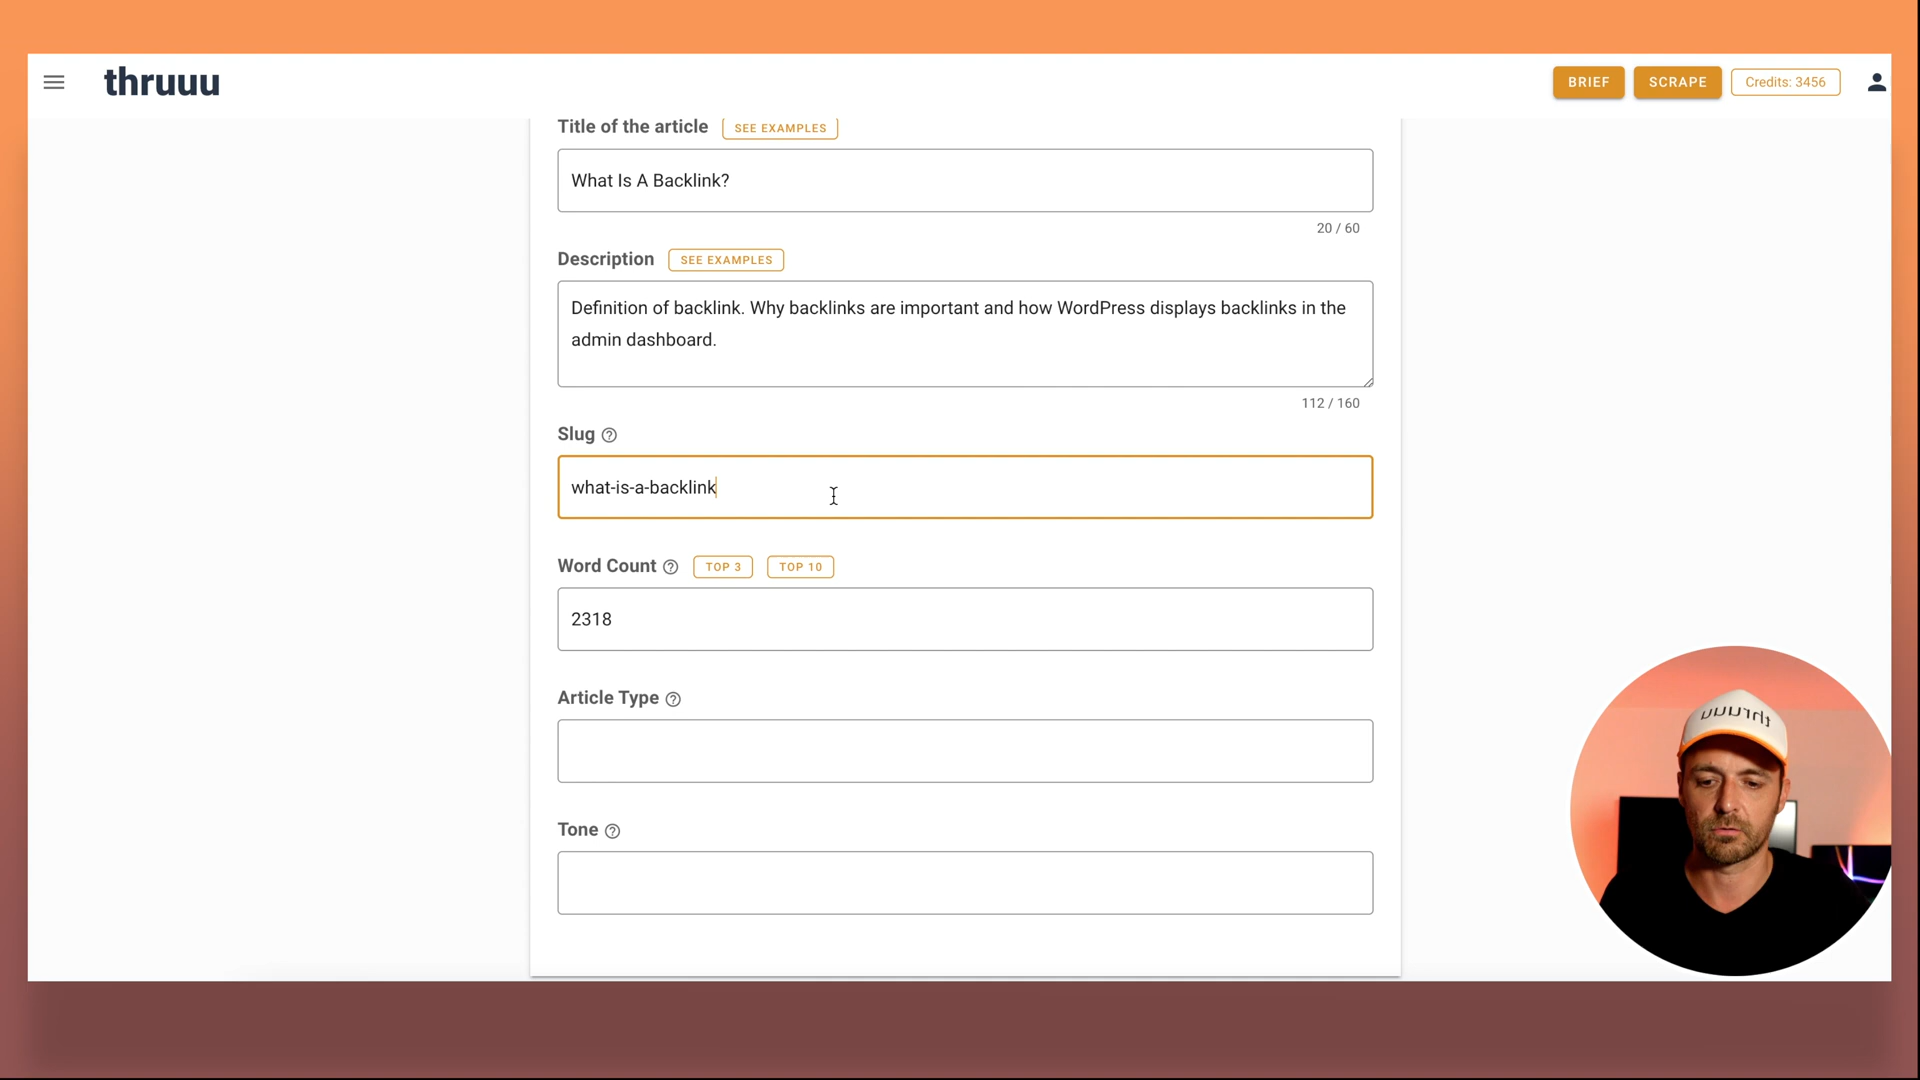 thruuu
BRIEF
SCRAPE
Credits: 3456
Title of the article
SEE EXAMPLES
What Is A Backlink?
20 / 60
Description
SEE EXAMPLES
Definition of backlink. Why backlinks are important and how WordPress displays backlinks in the
admin dashboard.
112 / 160
Slug
what-is-a-backlink
Word Count
TOP 3
TOP 10
2318
Article Type
Tone
thruuu